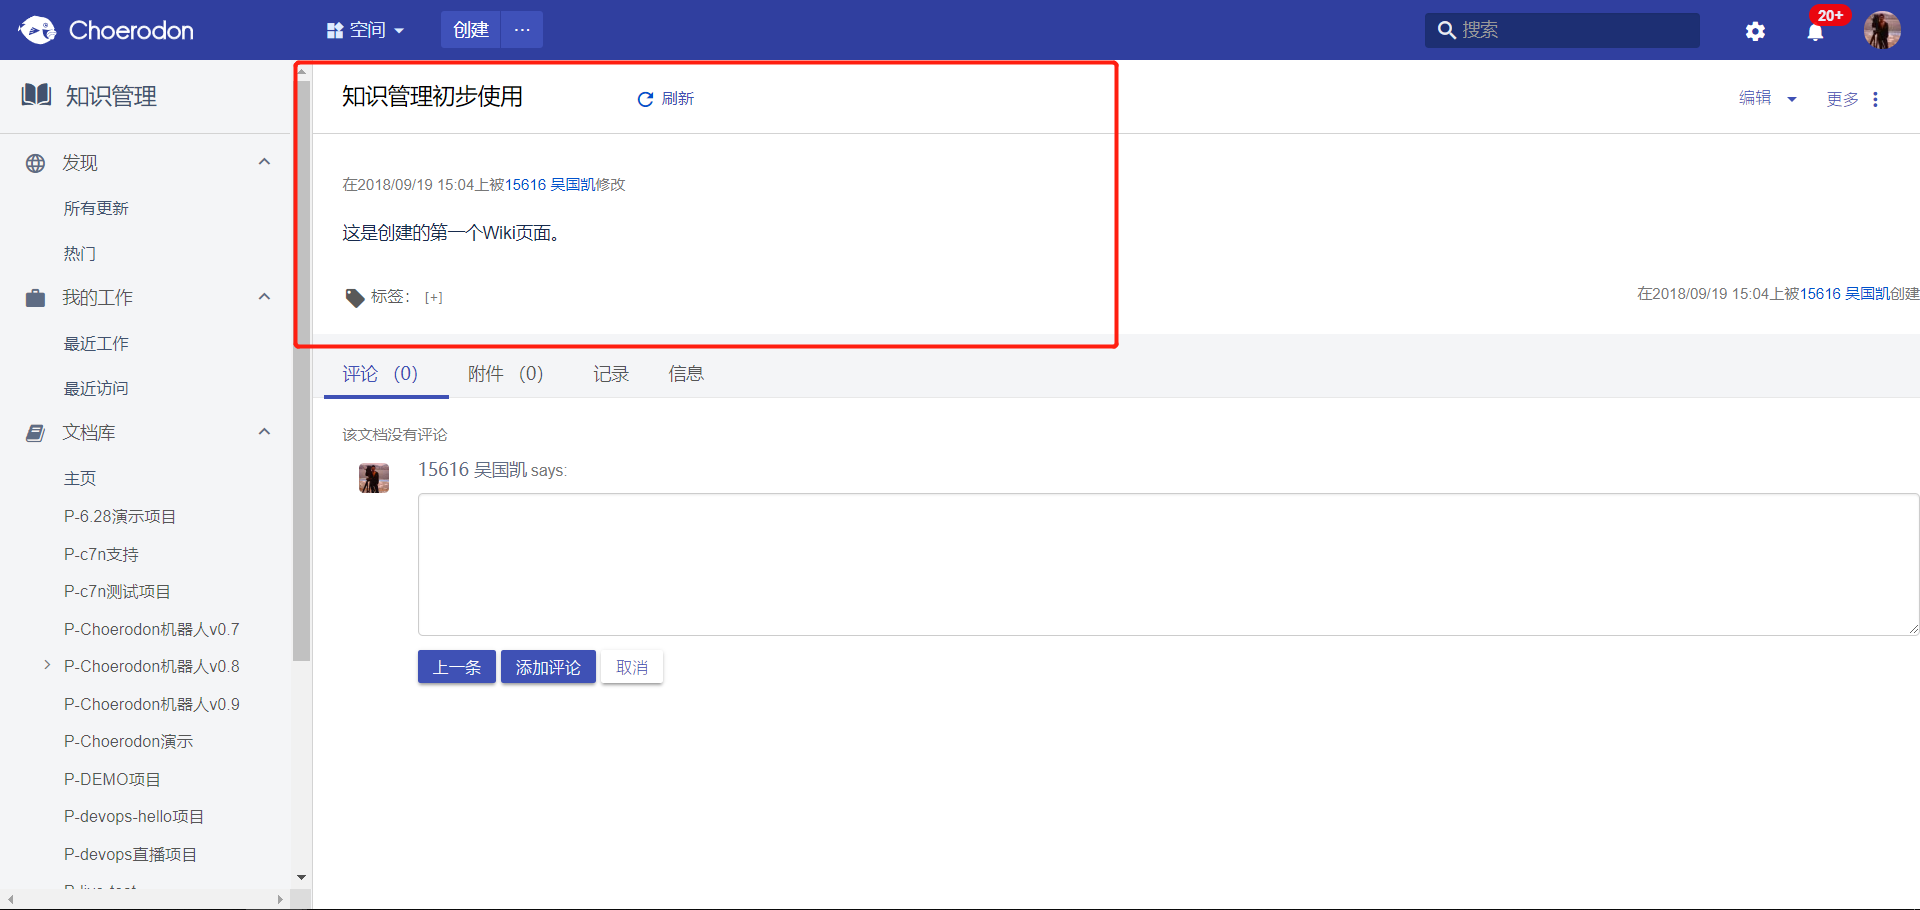 Choerodon
空间
创建
···
搜索
20+
知识管理
发现
所有更新
热门
我的工作
最近工作
最近访问
文档库
主页
P-6.28演示项目
P-c7n支持
P-c7n测试项目
P-Choerodon机器人v0.7
P-Choerodon机器人v0.8
P-Choerodon机器人v0.9
P-Choerodon演示
P-DEMO项目
P-devops-hello项目
P-devops直播项目
P-live-test
知识管理初步使用
刷新
编辑
更多
在2018/09/19 15:04上被15616 吴国凯修改
这是创建的第一个Wiki页面。
标签： [+]
在2018/09/19 15:04上被15616 吴国凯创建
评论 (0)
附件 (0)
记录
信息
该文档没有评论
15616 吴国凯 says:
上一条
添加评论
取消